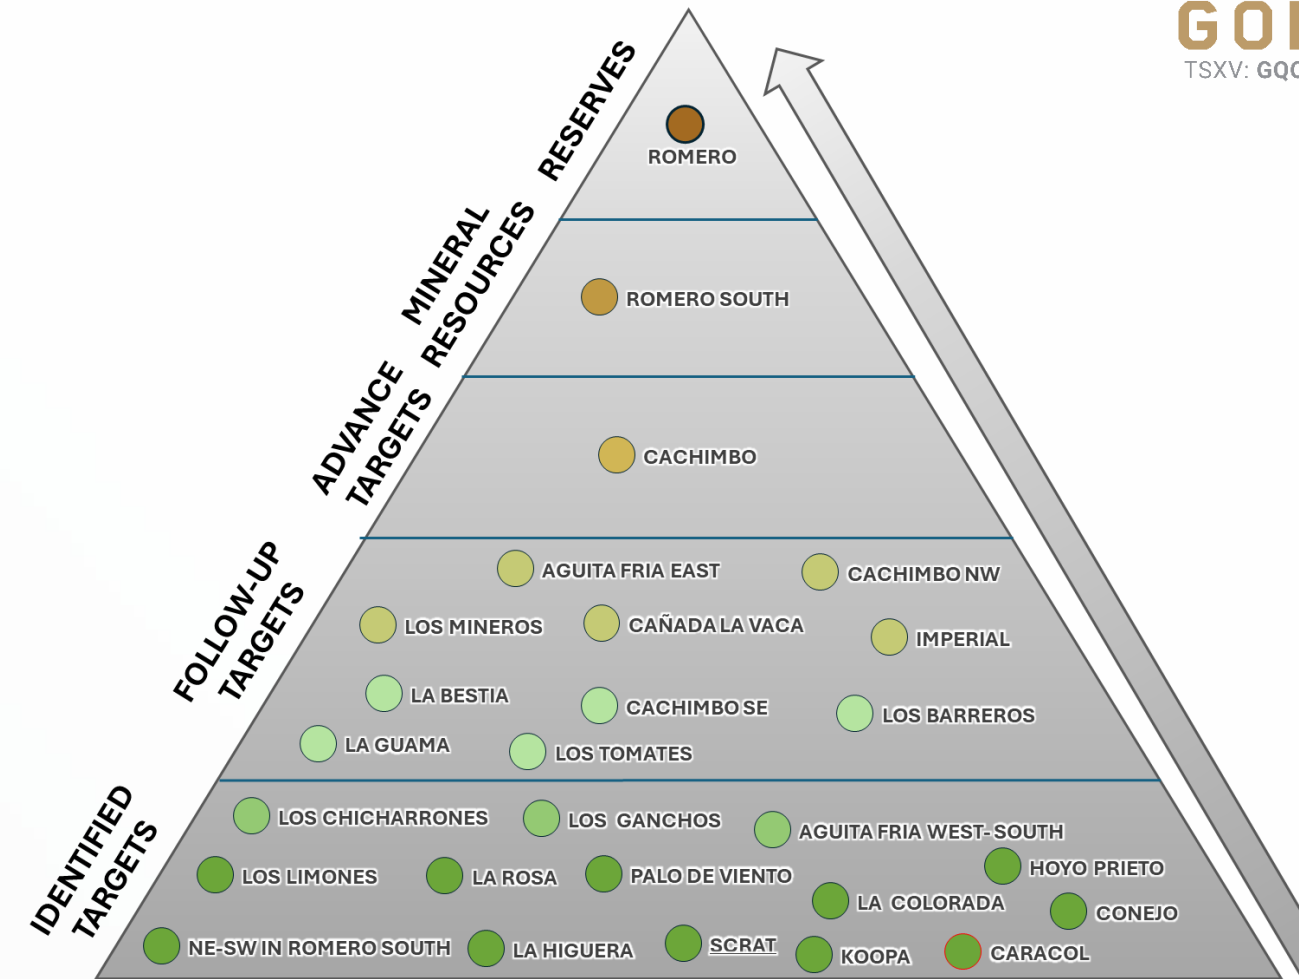 TSXV:
RESERVES
ROMERO
MINERAL
RESOURCES
ROMERO SOUTH
ADVANCE
TARGETS
CACHIMBO
FOLLOW-UP
TARGETS
AGUITA FRIA EAST
CACHIMBO NW
LOS MINEROS
CAÑADA LA VACA
IMPERIAL
LA BESTIA
CACHIMBO SE
LOS BARREROS
LA GUAMA
LOS TOMATES
IDENTIFIED
TARGETS
LOS CHICHARRONES
LOS GANCHOS
AGUITA FRIA WEST-SOUTH
LOS LIMONES
LA ROSA
PALO DE VIENTO
HOYO PRIETO
LA COLORADA
CONEJO
NE-SW IN ROMERO SOUTH
LA HIGUERA
SCRAT
KOOPA
CARACOL